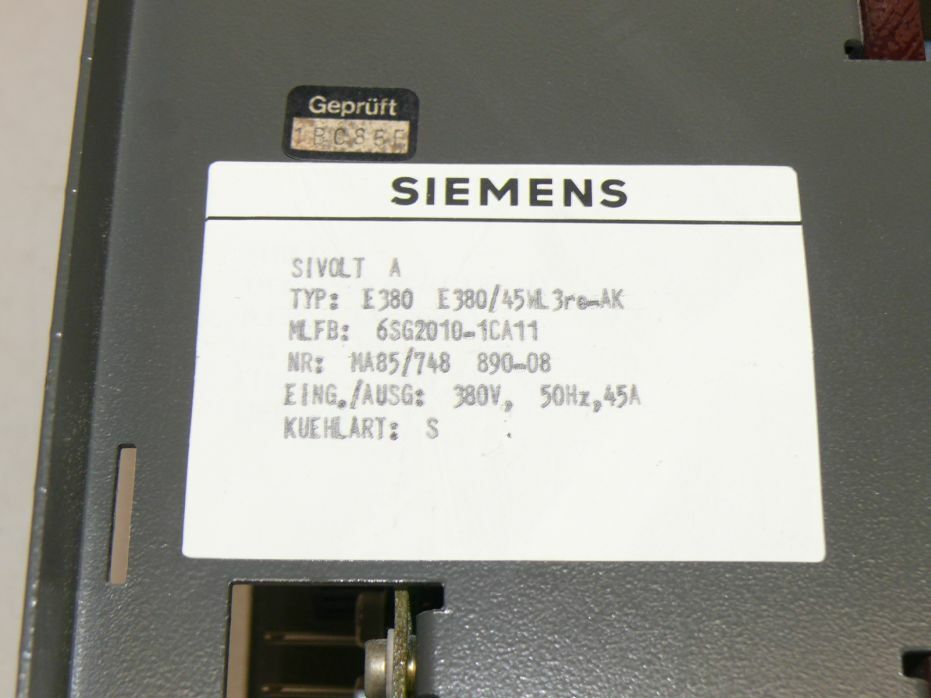 Geprüft
SIEMENS
SIVOLT A
TYP: E380 E380/45WL3re-AK
MLFB: 6SG2010-1CA11
NR: MA85/748 890-08
EING./AUSG: 380V, 50Hz,45A
KUEHLART: S